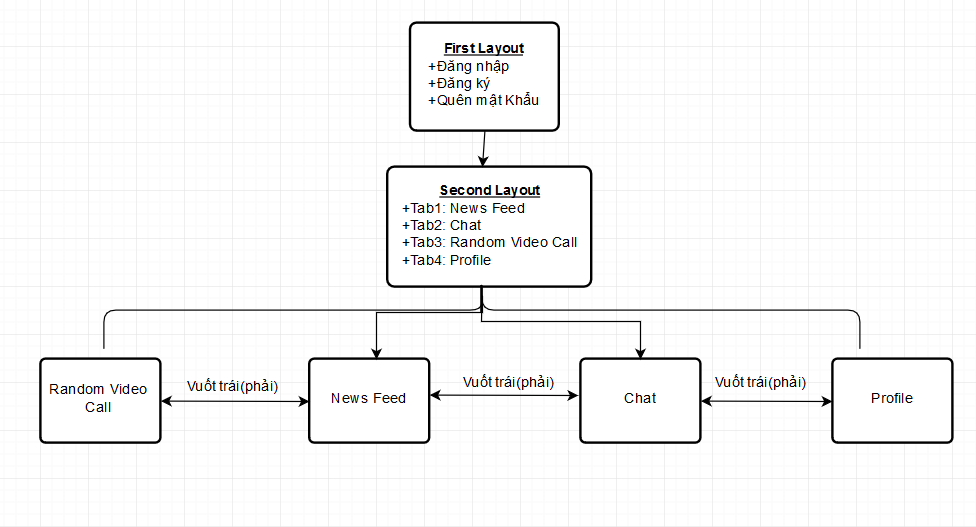 First Layout
+Đăng nhập
+Đăng ký
+Quên mật Khẩu
Second Layout
+Tab1: News Feed
+Tab2: Chat
+Tab3: Random Video Call
+Tab4: Profile
Random Video
Call
Vuốt trái(phải)
News Feed
Vuốt trái(phải)
Chat
Vuốt trái(phải)
Profile